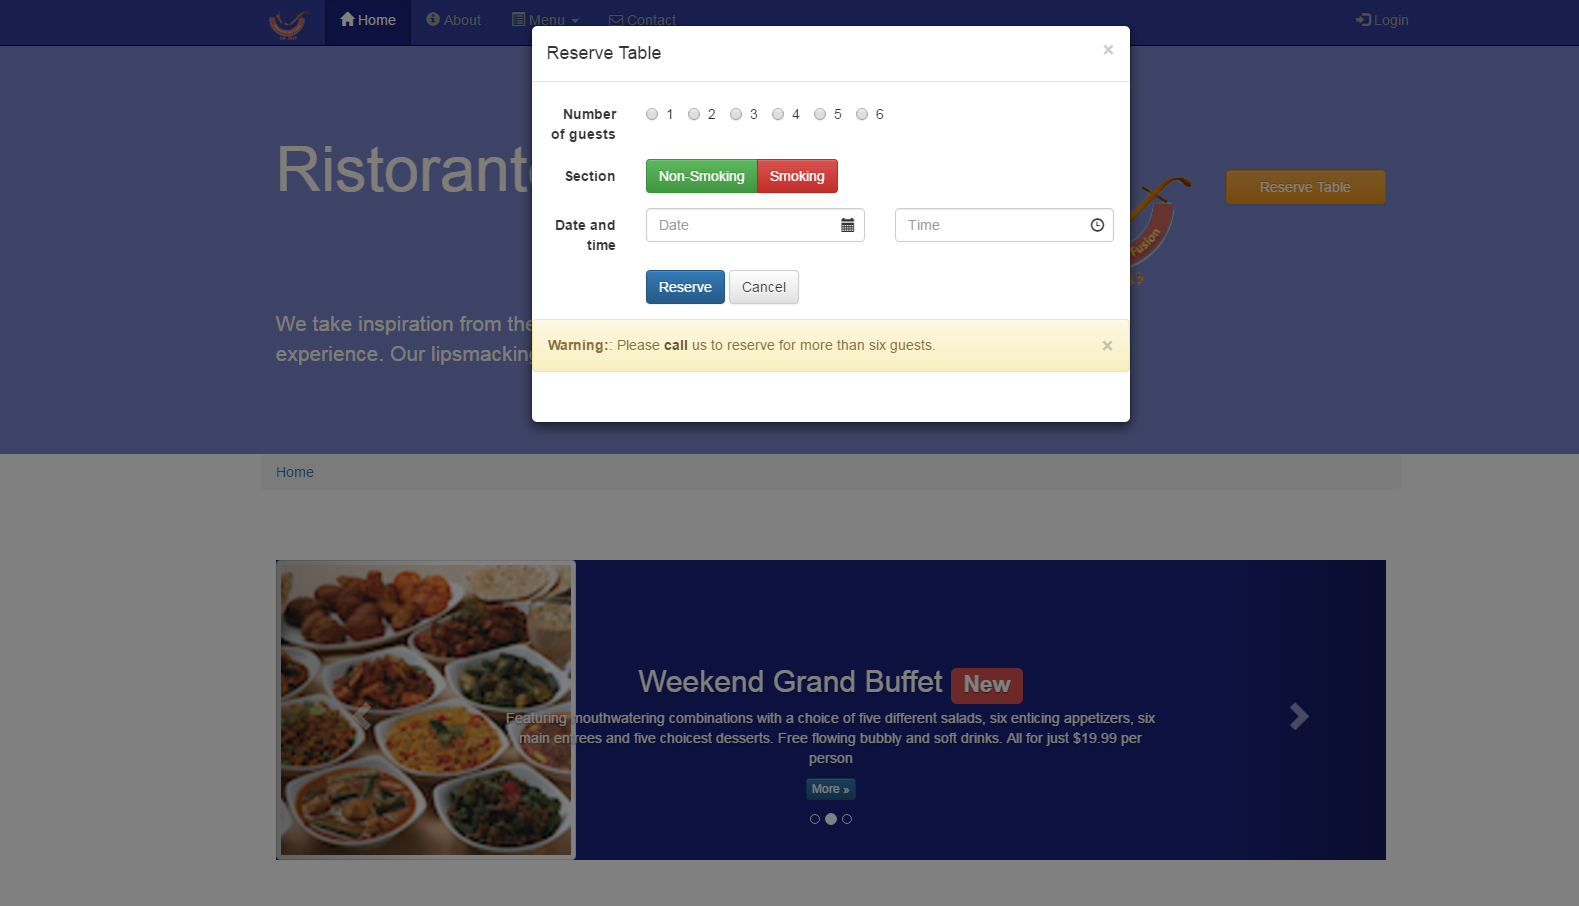 Home
About
Menu
Contact
Login
Reserve Table
×
Number
of guests
1 2 3 4 5 6
Section
Non-Smoking
Smoking
Date and
time
Date
Time
Reserve
Cancel
Warning:: Please call us to reserve for more than six guests.
×
Ristorant
Reserve Table
Fusion
We take inspiration from the
experience. Our lipsmacking
Home
Weekend Grand Buffet New
Featuring mouthwatering combinations with a choice of five different salads, six enticing appetizers, six
main entrees and five choicest desserts. Free flowing bubbly and soft drinks. All for just $19.99 per
person
More »